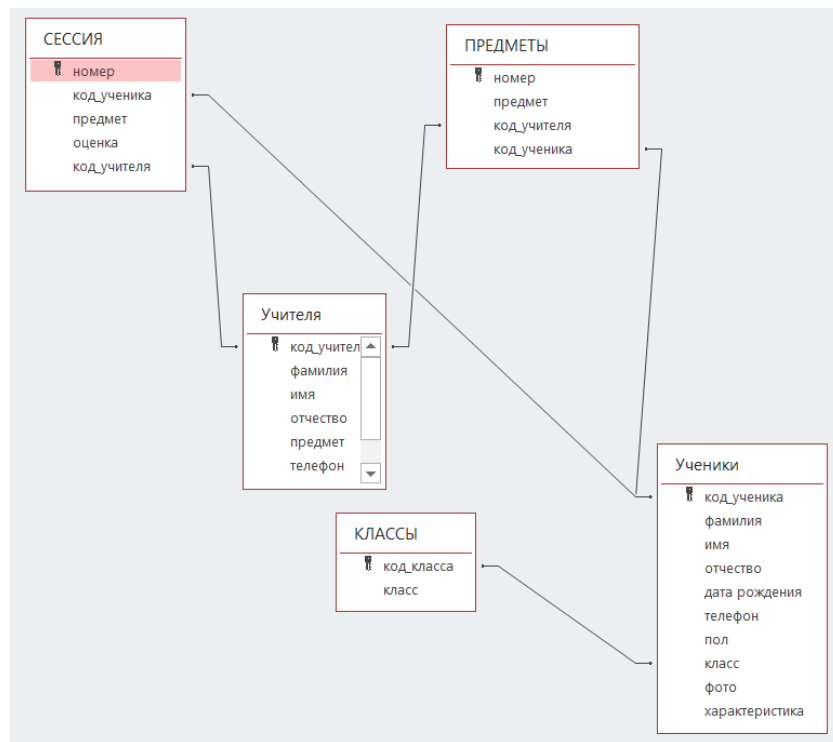 СЕССИЯ
номер
код_ученика
предмет
оценка
код_учителя
ПРЕДМЕТЫ
номер
предмет
код_учителя
код_ученика
Учителя
код_учител
фамилия
имя
отчество
предмет
телефон
КЛАССЫ
код_класса
класс
Ученики
код_ученика
фамилия
имя
отчество
дата рождения
телефон
пол
класс
фото
характеристика